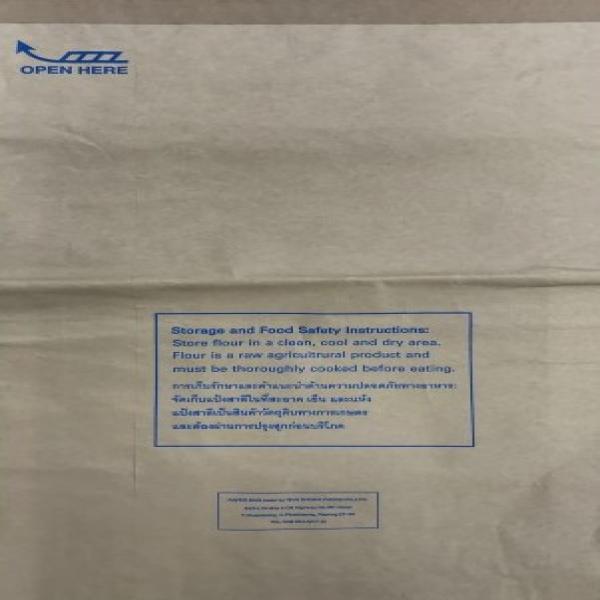 OPEN HERE
Storage and Food Safety Instructions:
Store flour in a clean, cool and dry area.
Flour is a raw agricultrural product and
must be thoroughly cooked before eating.
การเก็บรักษาและคำแนะนำด้านความปลอดภัยทางอาหาร:
จัดเก็บแป้งสาลีในที่สะอาด เย็น และแห้ง
แป้งสาลีเป็นสินค้าวัตถุดิบทางการเกษตร
และต้องผ่านการปรุงสุกก่อนบริโภค
PAPER BAG made by